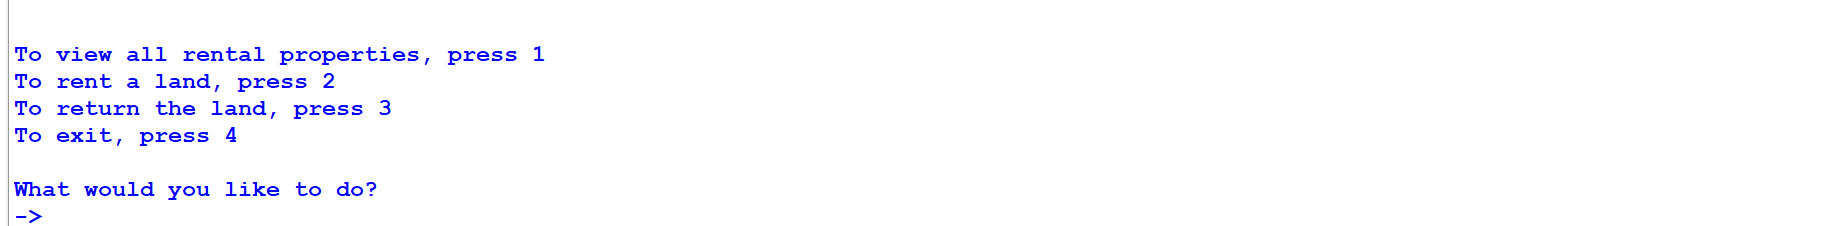 To view all rental properties, press 1
To rent a land, press 2
To return the land, press 3
To exit, press 4
What would you like to do?
->